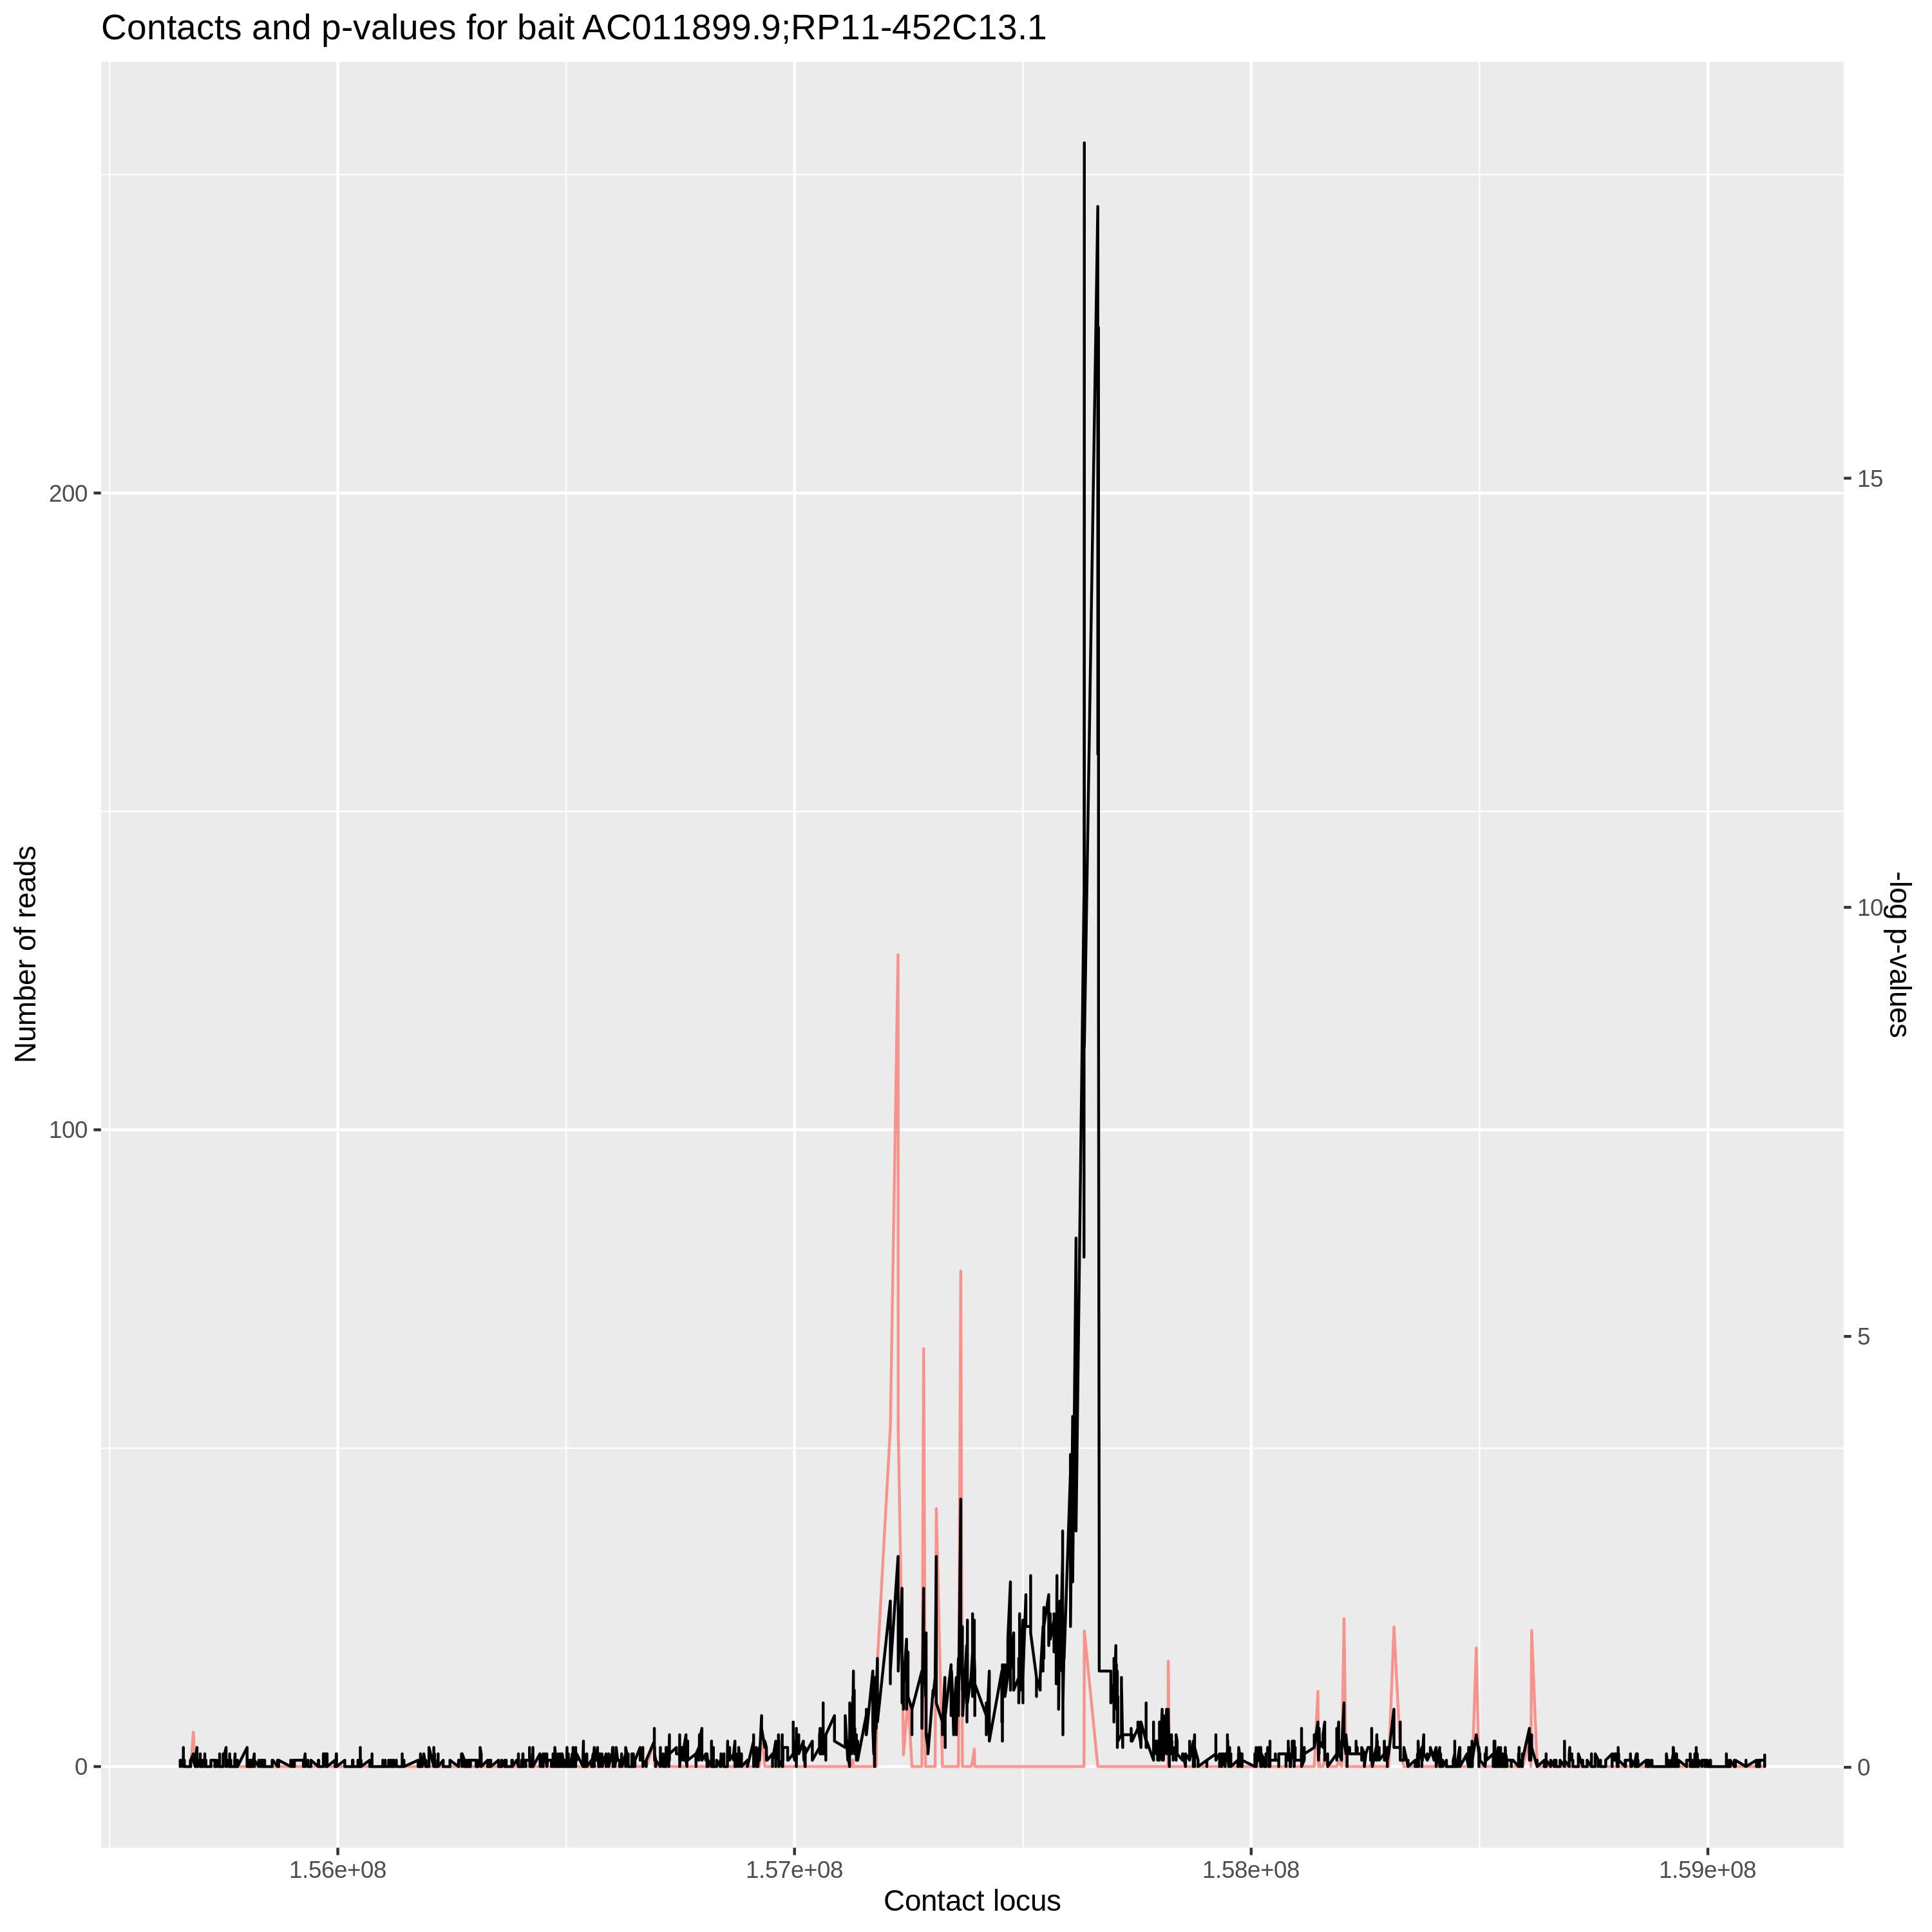 Contacts and p-values for bait AC011899.9;RP11-452C13.1
Number of reads
200
100
0
15
10
5
0
-log p-values
1.56e+08
1.57e+08
1.58e+08
1.59e+08
Contact locus